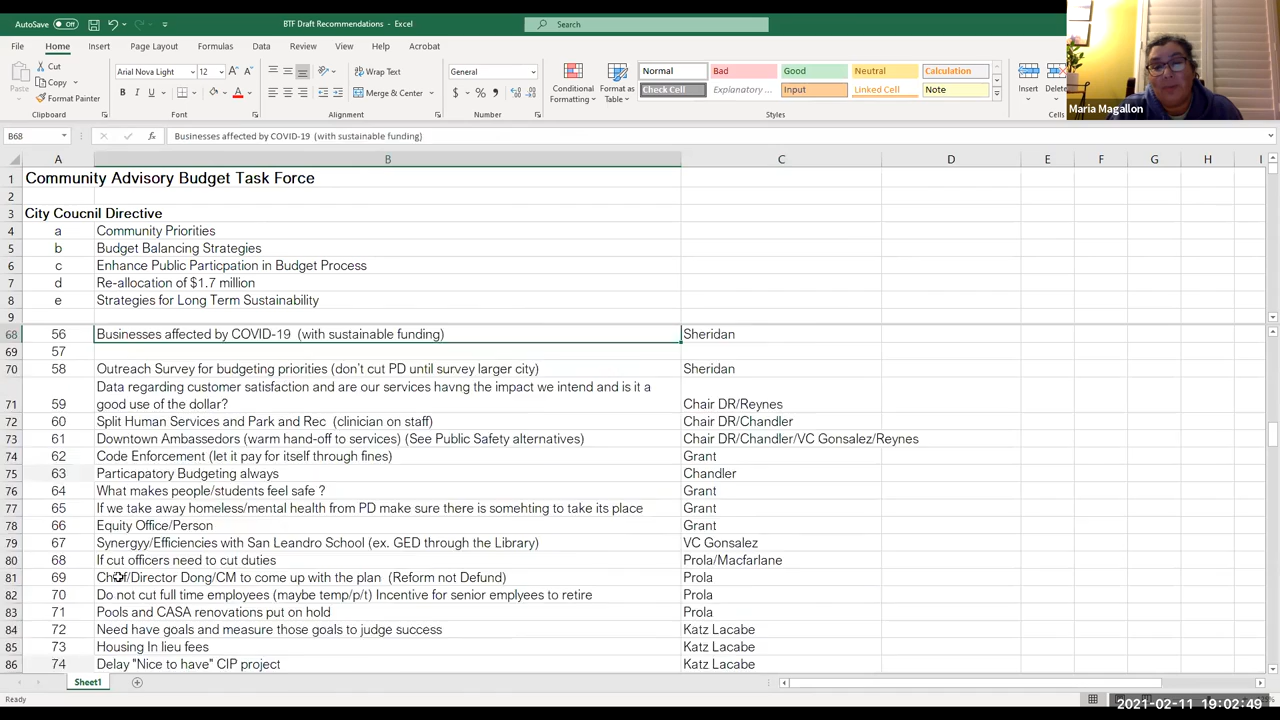 AutoSave Off BTF Draft Recommendations - Excel Search
File Home Insert Page Layout Formulas Data Review View Help Acrobat
Paste Cut Copy Format Painter Arial Nova Light 12 Wrap Text Merge & Center General Conditional Formatting Format as Table Normal Bad Good Neutral Calculation Insert Delete
Check Cell Explanatory ... Input Linked Cell Note
Clipboard Font Alignment Number Styles Cells
Maria Magallon
B68 fx Businesses affected by COVID-19 (with sustainable funding)
A B C D E F G H I
1 Community Advisory Budget Task Force
2
3 City Coucnil Directive
4 a Community Priorities
5 b Budget Balancing Strategies
6 c Enhance Public Particpation in Budget Process
7 d Re-allocation of $1.7 million
8 e Strategies for Long Term Sustainability
9
68 56 Businesses affected by COVID-19 (with sustainable funding) Sheridan
69 57
70 58 Outreach Survey for budgeting priorities (don't cut PD until survey larger city) Sheridan
Data regarding customer satisfaction and are our services havng the impact we intend and is it a
71 59 good use of the dollar? Chair DR/Reynes
72 60 Split Human Services and Park and Rec (clinician on staff) Chair DR/Chandler
73 61 Downtown Ambassedors (warm hand-off to services) (See Public Safety alternatives) Chair DR/Chandler/VC Gonsalez/Reynes
74 62 Code Enforcement (let it pay for itself through fines) Grant
75 63 Particapatory Budgeting always Chandler
76 64 What makes people/students feel safe ? Grant
77 65 If we take away homeless/mental health from PD make sure there is somehting to take its place Grant
78 66 Equity Office/Person Grant
79 67 Synergyy/Efficiencies with San Leandro School (ex. GED through the Library) VC Gonsalez
80 68 If cut officers need to cut duties Prola/Macfarlane
81 69 Chief/Director Dong/CM to come up with the plan (Reform not Defund) Prola
82 70 Do not cut full time employees (maybe temp/p/t) Incentive for senior emplyees to retire Prola
83 71 Pools and CASA renovations put on hold Prola
84 72 Need have goals and measure those goals to judge success Katz Lacabe
85 73 Housing In lieu fees Katz Lacabe
86 74 Delay "Nice to have" CIP project Katz Lacabe
Sheet1
Ready
2021-02-11 19:02:49